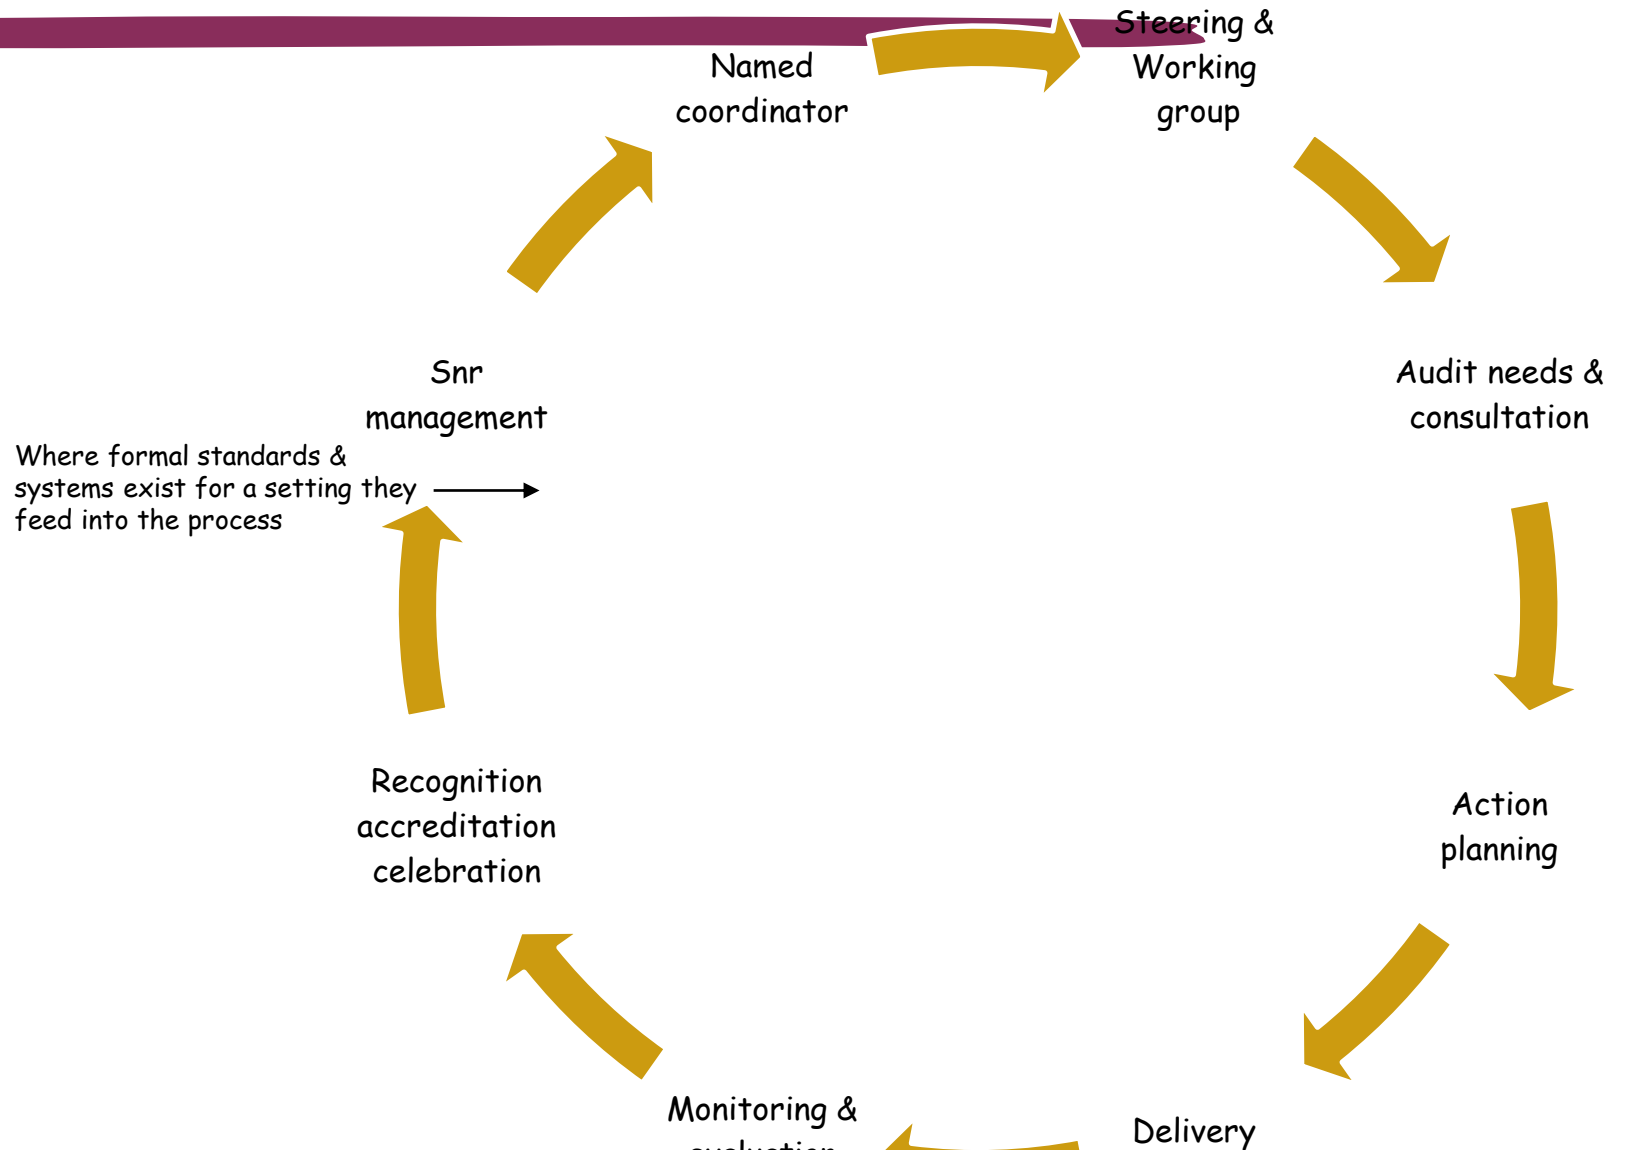 Steering &
Working
group
Named
coordinator
Snr
management
Audit needs &
consultation
Where formal standards &
systems exist for a setting they
feed into the process
Recognition
accreditation
celebration
Action
planning
Monitoring &
evaluation
Delivery